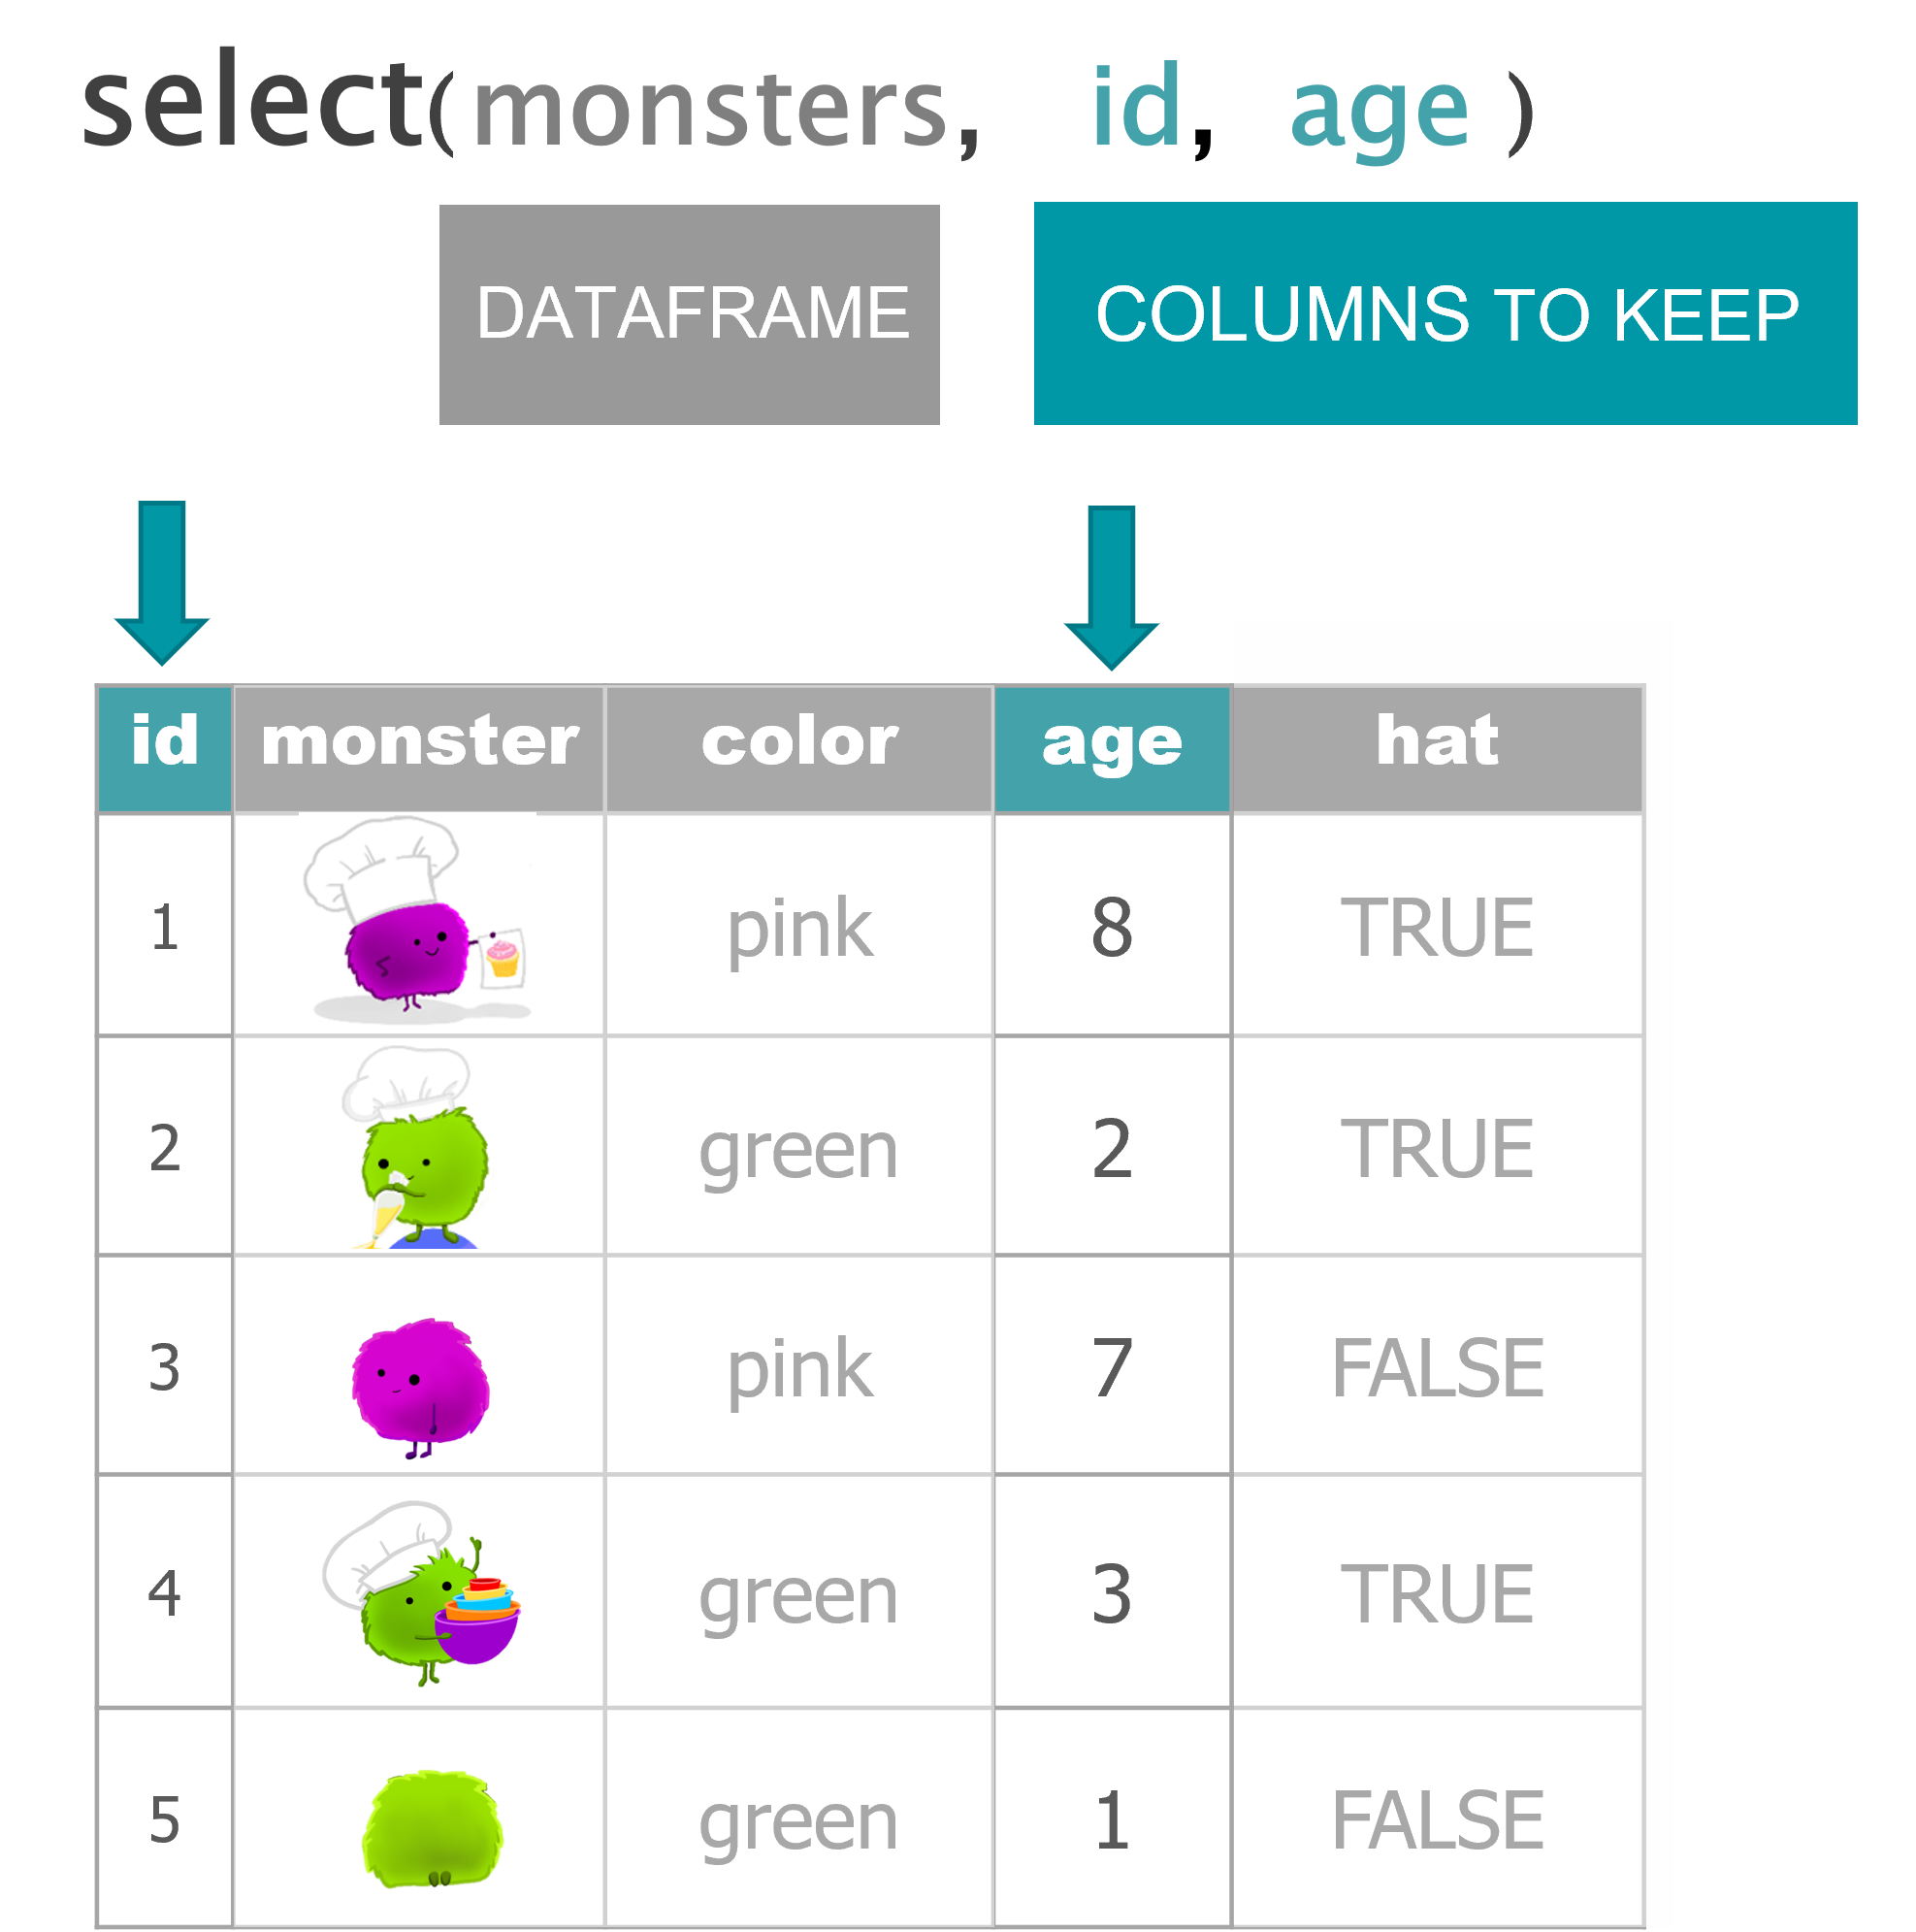 select(monsters, id, age )
DATAFRAME COLUMNS TO KEEP
id monster color age hat
1 pink 8 TRUE
2 green 2 TRUE
3 pink 7 FALSE
4 green 3 TRUE
5 green 1 FALSE